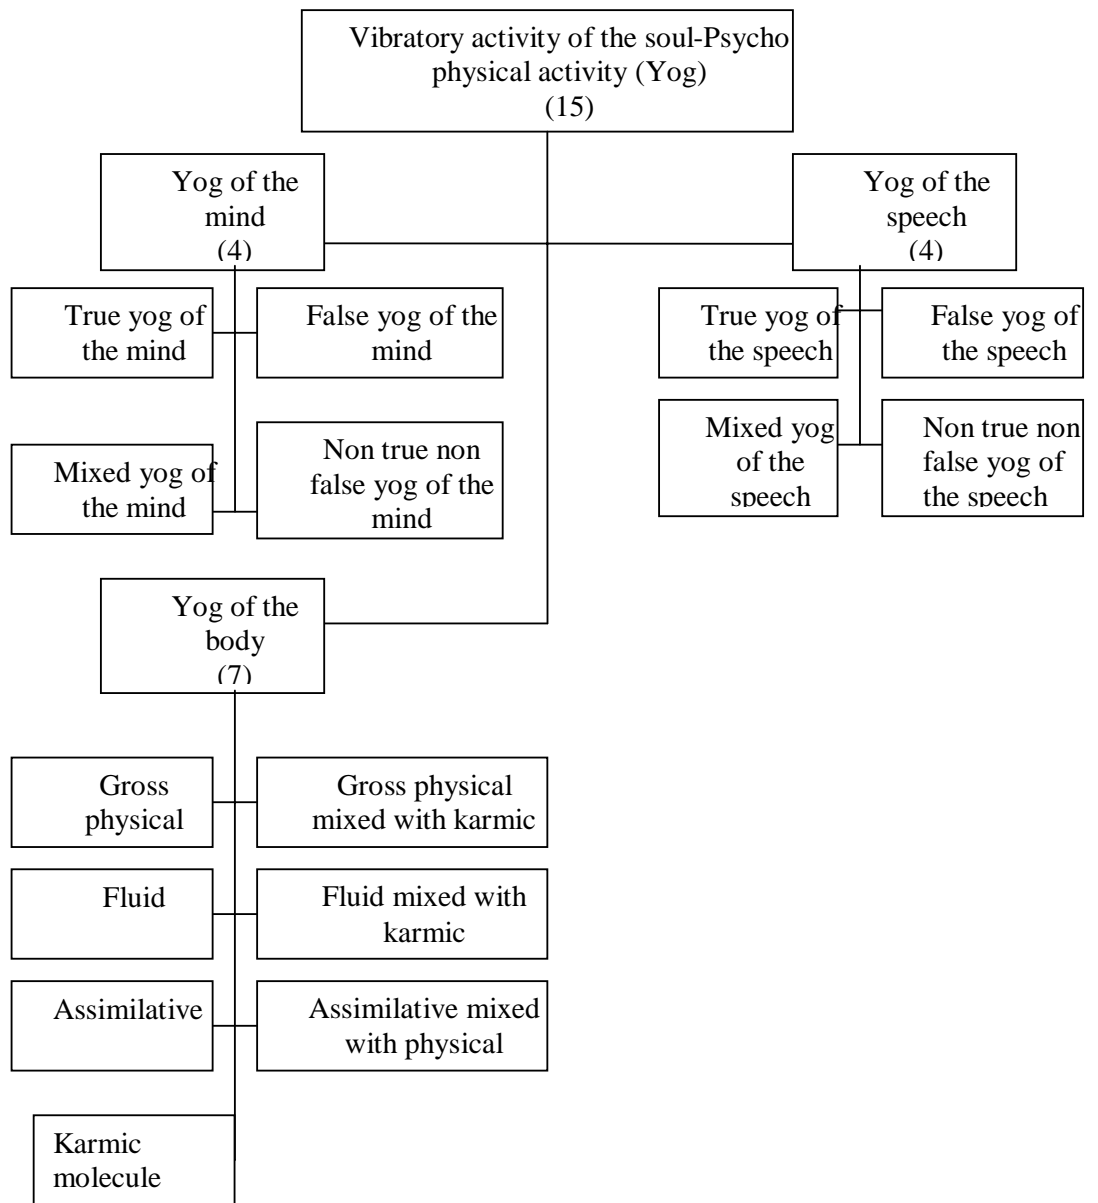 Vibratory activity of the soul-Psycho
physical activity (Yog)
(15)
Yog of the
mind
(4)
Yog of the
speech
(4)
True yog of
the mind
False yog of the
mind
True yog of
the speech
False yog of
the speech
Mixed yog of
the mind
Non true non
false yog of the
mind
Mixed yog
of the
speech
Non true non
false yog of
the speech
Yog of the
body
(7)
Gross
physical
Gross physical
mixed with karmic
Fluid
Fluid mixed with
karmic
Assimilative
Assimilative mixed
with physical
Karmic
molecule